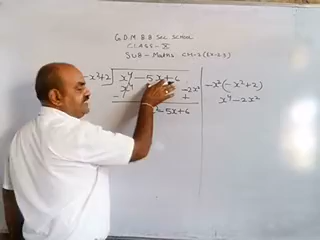 G.D.M.B.B Sec School
CLASS - X
SUB - Maths CH-2 (EX-2.3)
-x²+2) x⁴ - 5x + 6
x⁴ -2x²
- +
x² - 5x + 6
-x²(-x²+2)
x⁴ - 2x²